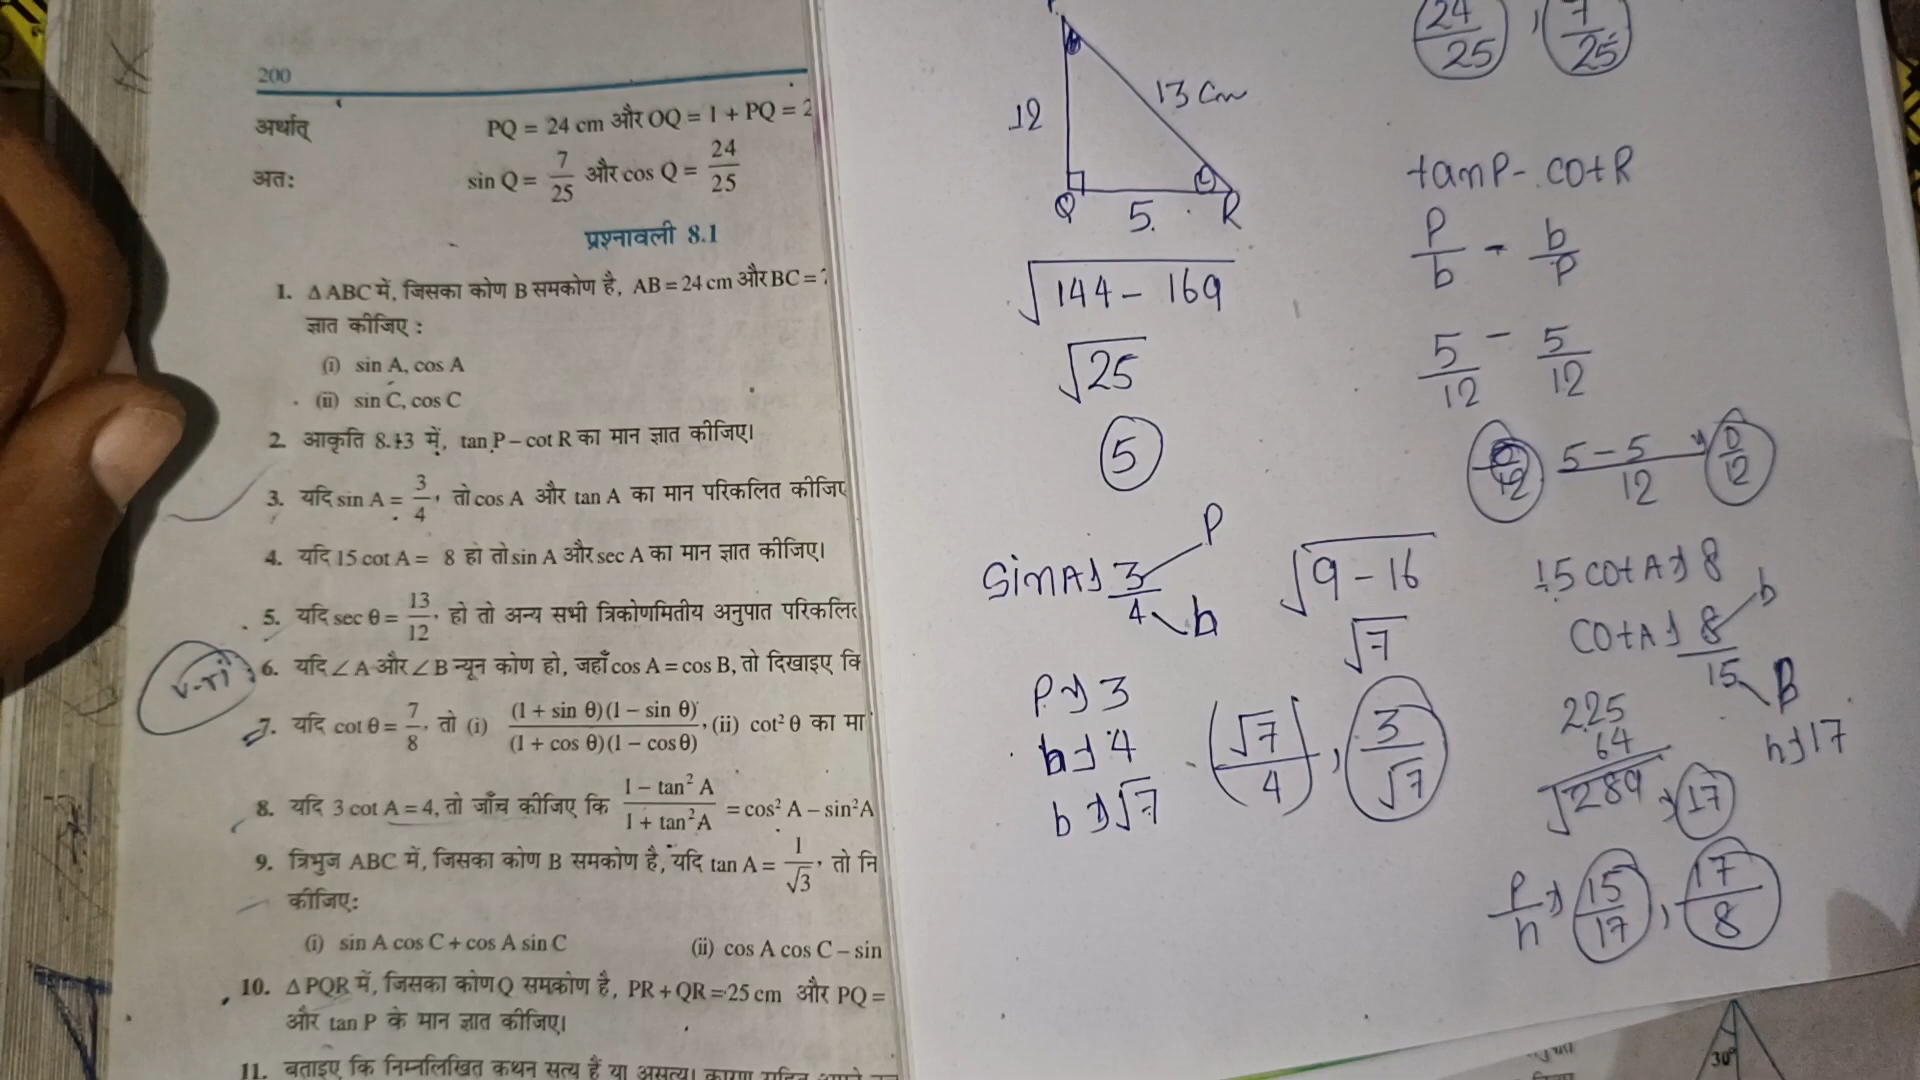 200
अर्थात् PQ = 24 cm और OQ = 1 + PQ = 2
अतः: sin Q = 7/25 और cos Q = 24/25
प्रश्नावली 8.1
1. Δ ABC में, जिसका कोण B समकोण है, AB = 24 cm और BC =
ज्ञात कीजिए :
(i) sin A, cos A
(ii) sin C, cos C
2. आकृति 8.13 में, tan P – cot R का मान ज्ञात कीजिए।
3. यदि sin A = 3/4, तो cos A और tan A का मान परिकलित कीजिए
4. यदि 15 cot A = 8 हो तो sin A और sec A का मान ज्ञात कीजिए।
5. यदि sec θ = 13/12, हो तो अन्य सभी त्रिकोणमितीय अनुपात परिकलित
6. यदि ∠A और ∠B न्यून कोण हो, जहाँ cos A = cos B, तो दिखाइए कि
7. यदि cot θ = 7/8, तो (i) (1 + sin θ)(1 – sin θ)/(1 + cos θ)(1 – cos θ), (ii) cot² θ का मा
8. यदि 3 cot A = 4, तो जाँच कीजिए कि 1 – tan² A/1 + tan² A = cos² A – sin² A
9. त्रिभुज ABC में, जिसका कोण B समकोण है, यदि tan A = 1/√3, तो नि
कीजिए:
(i) sin A cos C + cos A sin C (ii) cos A cos C – sin
10. Δ PQR में, जिसका कोण Q समकोण है, PR + QR = 25 cm और PQ =
और tan P के मान ज्ञात कीजिए।
11. बताइए कि निम्नलिखित कथन सत्य हैं या असत्य। कारण सहित
12
13 cm
Q 5. R
√144 – 169
√25
5
sin A ⇒ 3/4
P
h
√9 – 16
√7
P ⇒ 3
h ⇒ 4
b ⇒ √7
(√7/4), 3/√7
24/25, 7/25
tan P – cot R
P/b – b/P
5/12 – 5/12
5 – 5/12 ⇒ 0/12
15 cot A ⇒ 8
cot A ⇒ 8/15
b
P
225
64
√289 ⇒ 17
h ⇒ 17
P/h ⇒ 15/17, 17/8
30°